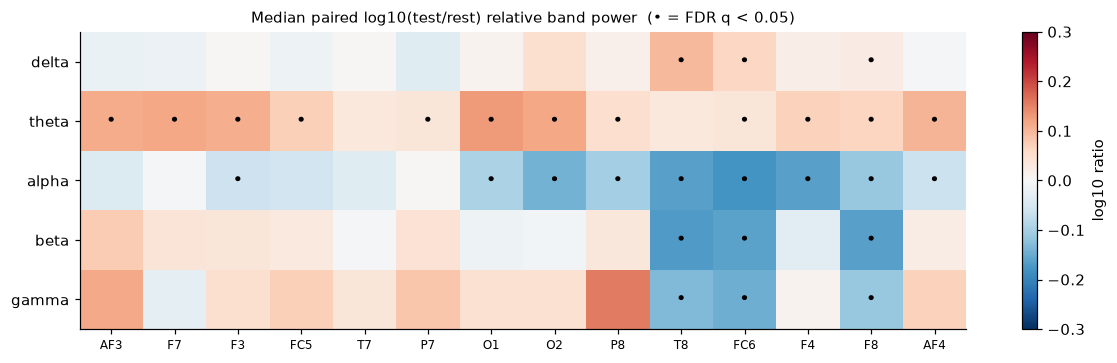 Median paired log10(test/rest) relative band power  (• = FDR q < 0.05)
delta
theta
alpha
beta
gamma
AF3 F7 F3 FC5 T7 P7 O1 O2 P8 T8 FC6 F4 F8 AF4
0.3
0.2
0.1
0.0
−0.1
−0.2
−0.3
log10 ratio